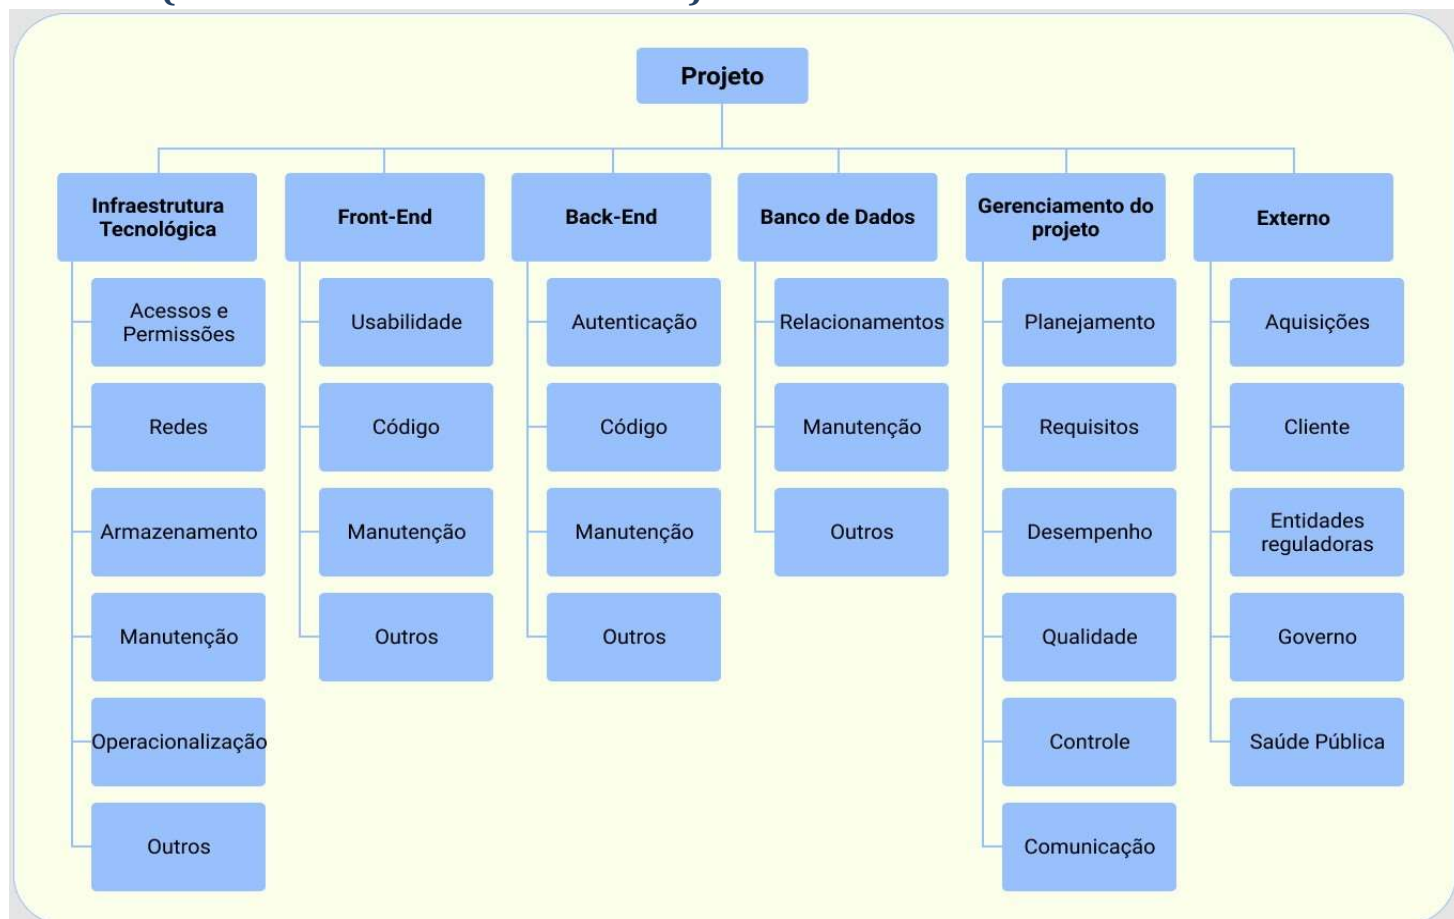 Projeto
Infraestrutura
Tecnológica
Acessos e
Permissões
Redes
Armazenamento
Manutenção
Operacionalização
Outros
Front-End
Usabilidade
Código
Manutenção
Outros
Back-End
Autenticação
Código
Manutenção
Outros
Banco de Dados
Relacionamentos
Manutenção
Outros
Gerenciamento do
projeto
Planejamento
Requisitos
Desempenho
Qualidade
Controle
Comunicação
Externo
Aquisições
Cliente
Entidades
reguladoras
Governo
Saúde Pública